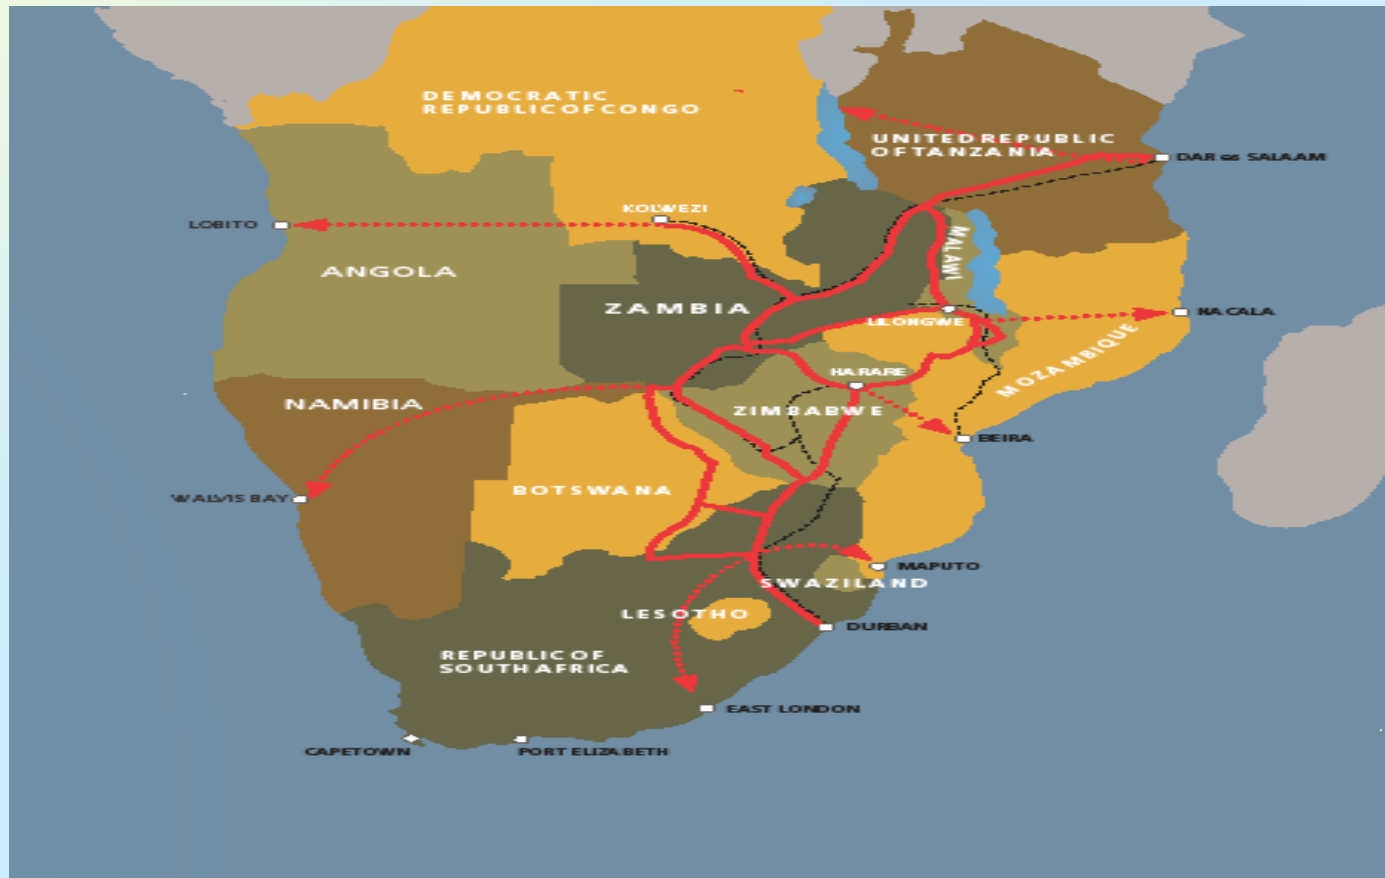 DEMOCRATIC
REPUBLIC OF CONGO
UNITED REPUBLIC
OF TANZANIA
DAR es SALAAM
KOLWEZI
LOBITO
MALAWI
ANGOLA
ZAMBIA
LILONGWE
NACALA
MOZAMBIQUE
HARARE
NAMIBIA
ZIMBABWE
BEIRA
BOTSWANA
WALVIS BAY
MAPUTO
SWAZILAND
LESOTHO
DURBAN
REPUBLIC OF
SOUTH AFRICA
EAST LONDON
CAPETOWN
PORT ELIZABETH